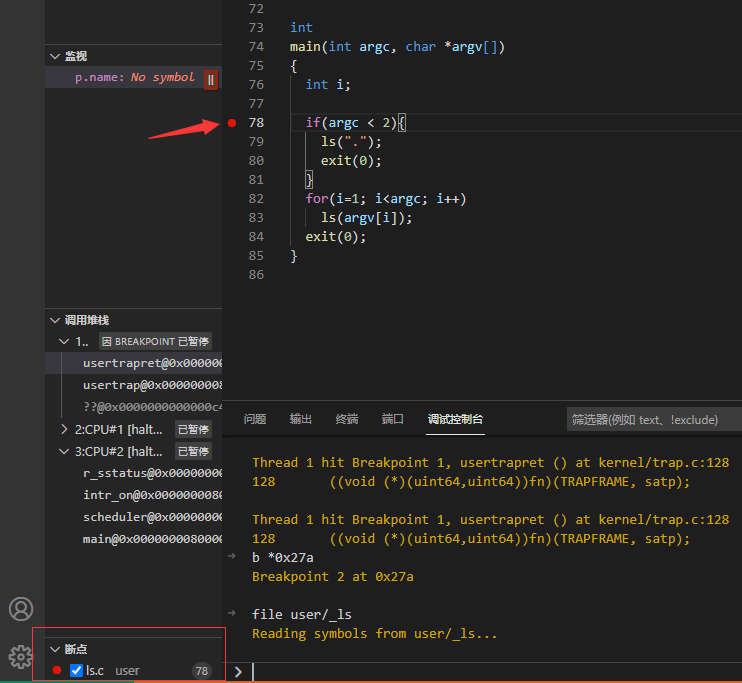 监视
p.name: No symbol
调用堆栈
1.. 因 BREAKPOINT 已暂停
usertrapret@0x000000
usertrap@0x000000008
??@0x0000000000000c4
2:CPU#1 [halt... 已暂停
3:CPU#2 [halt... 已暂停
r_sstatus@0x00000000
intr_on@0x0000000080
scheduler@0x00000000
main@0x0000000080000
断点
ls.c user 78
72
73 int
74 main(int argc, char *argv[])
75 {
76 int i;
77
78 if(argc < 2){
79 ls(".");
80 exit(0);
81 }
82 for(i=1; i<argc; i++)
83 ls(argv[i]);
84 exit(0);
85 }
86
问题 输出 终端 端口 调试控制台 筛选器(例如 text、!exclude)
Thread 1 hit Breakpoint 1, usertrapret () at kernel/trap.c:128
128 ((void (*)(uint64,uint64))fn)(TRAPFRAME, satp);
Thread 1 hit Breakpoint 1, usertrapret () at kernel/trap.c:128
128 ((void (*)(uint64,uint64))fn)(TRAPFRAME, satp);
b *0x27a
Breakpoint 2 at 0x27a
file user/_ls
Reading symbols from user/_ls...